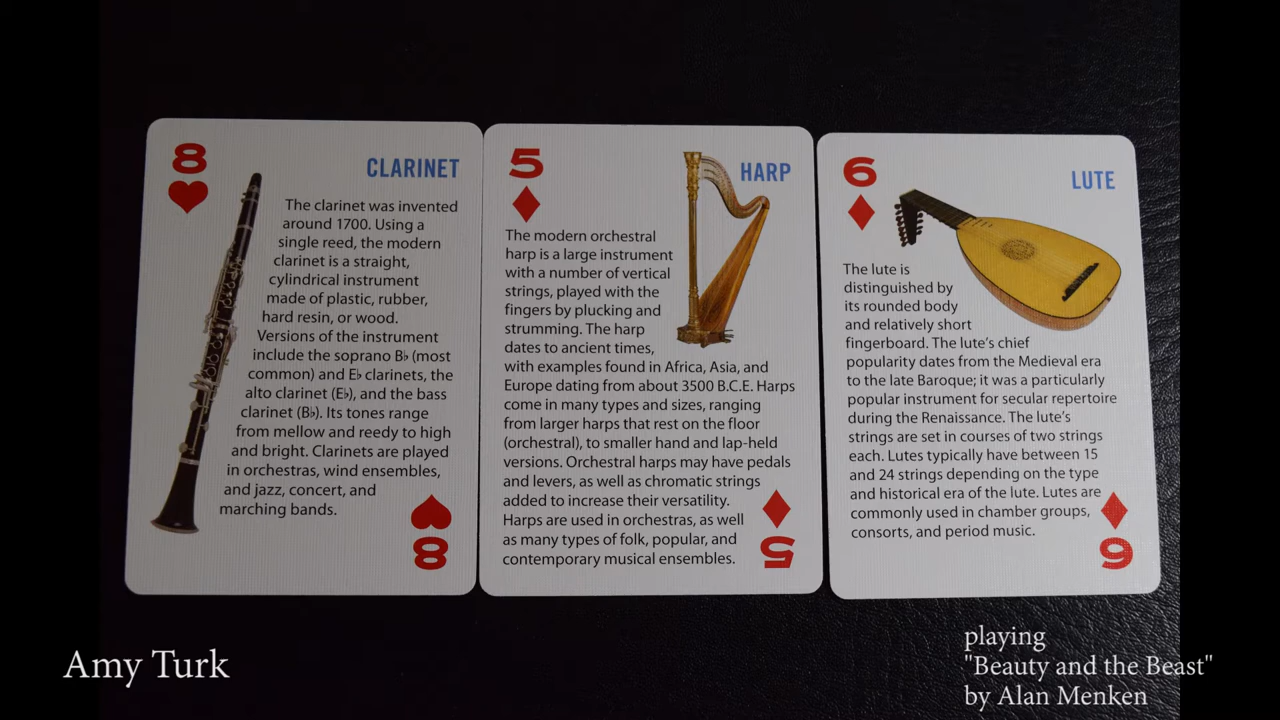 8
CLARINET
The clarinet was invented
around 1700. Using a
single reed, the modern
clarinet is a straight,
cylindrical instrument
made of plastic, rubber,
hard resin, or wood.
Versions of the instrument
include the soprano B♭ (most
common) and E♭ clarinets, the
alto clarinet (E♭), and the bass
clarinet (B♭). Its tones range
from mellow and reedy to high
and bright. Clarinets are played
in orchestras, wind ensembles,
and jazz, concert, and
marching bands.
8
5
HARP
The modern orchestral
harp is a large instrument
with a number of vertical
strings, played with the
fingers by plucking and
strumming. The harp
dates to ancient times,
with examples found in Africa, Asia, and
Europe dating from about 3500 B.C.E. Harps
come in many types and sizes, ranging
from larger harps that rest on the floor
(orchestral), to smaller hand and lap-held
versions. Orchestral harps may have pedals
and levers, as well as chromatic strings
added to increase their versatility.
Harps are used in orchestras, as well
as many types of folk, popular, and
contemporary musical ensembles.
5
6
LUTE
The lute is
distinguished by
its rounded body
and relatively short
fingerboard. The lute's chief
popularity dates from the Medieval era
to the late Baroque; it was a particularly
popular instrument for secular repertoire
during the Renaissance. The lute's
strings are set in courses of two strings
each. Lutes typically have between 15
and 24 strings depending on the type
and historical era of the lute. Lutes are
commonly used in chamber groups,
consorts, and period music.
6
Amy Turk
playing
"Beauty and the Beast"
by Alan Menken